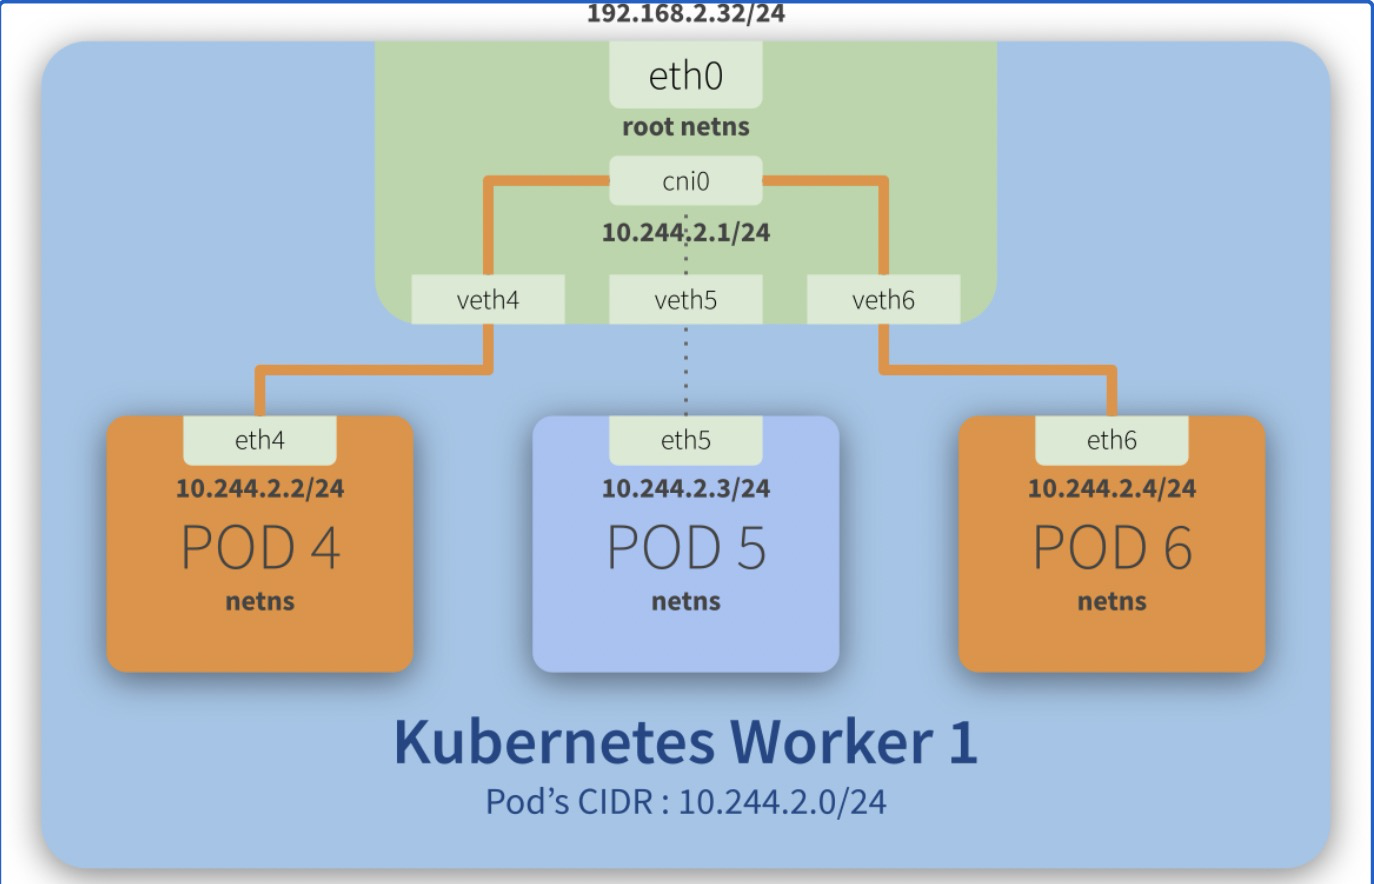 192.168.2.32/24
eth0
root netns
cni0
10.244.2.1/24
veth4
veth5
veth6
eth4
10.244.2.2/24
POD 4
netns
eth5
10.244.2.3/24
POD 5
netns
eth6
10.244.2.4/24
POD 6
netns
Kubernetes Worker 1
Pod’s CIDR : 10.244.2.0/24